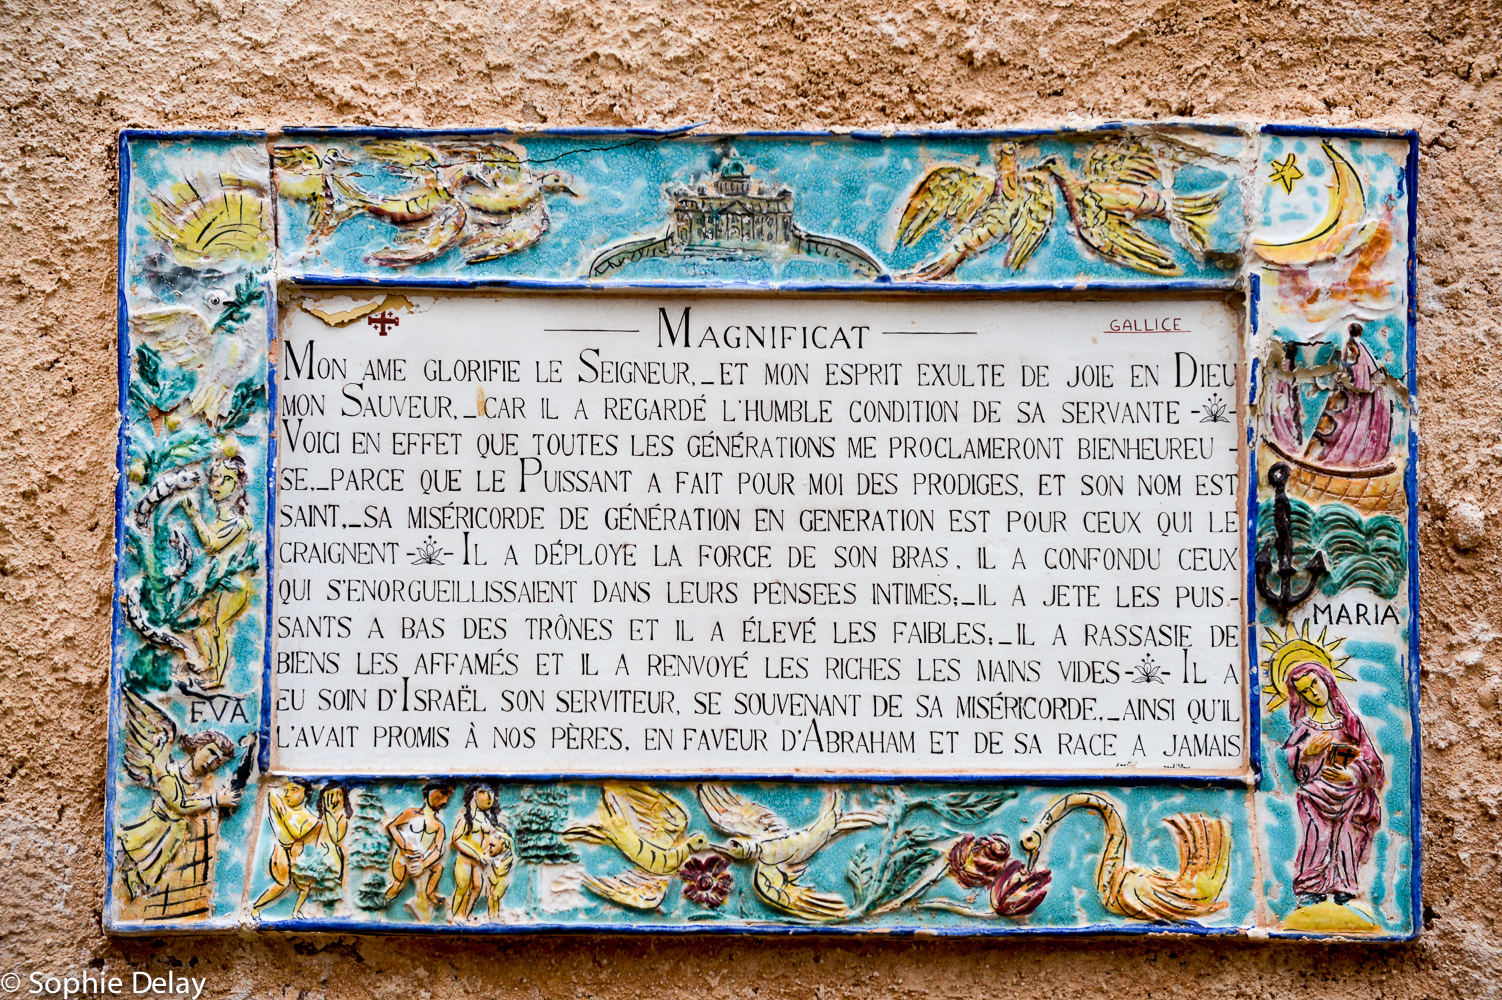 MAGNIFICAT
GALLICE
MON AME GLORIFIE LE SEIGNEUR,_ET MON ESPRIT EXULTE DE JOIE EN DIEU
MON SAUVEUR,_CAR IL A REGARDÉ L'HUMBLE CONDITION DE SA SERVANTE -
VOICI EN EFFET QUE TOUTES LES GÉNÉRATIONS ME PROCLAMERONT BIENHEUREU -
SE,_PARCE QUE LE PUISSANT A FAIT POUR MOI DES PRODIGES, ET SON NOM EST
SAINT,_SA MISÉRICORDE DE GÉNÉRATION EN GENERATION EST POUR CEUX QUI LE
CRAIGNENT - - IL A DÉPLOYE LA FORCE DE SON BRAS, IL A CONFONDU CEUX
QUI S'ENORGUEILLISSAIENT DANS LEURS PENSEES INTIMES;_IL A JETE LES PUIS-
SANTS A BAS DES TRÔNES ET IL A ÉLEVÉ LES FAIBLES;_IL A RASSASIE DE
BIENS LES AFFAMÉS ET IL A RENVOYÉ LES RICHES LES MAINS VIDES- - IL A
EU SOIN D'ISRAËL SON SERVITEUR, SE SOUVENANT DE SA MISÉRICORDE,_AINSI QU'IL
L'AVAIT PROMIS À NOS PÈRES, EN FAVEUR D'ABRAHAM ET DE SA RACE A JAMAIS
EVA
MARIA
© Sophie Delay